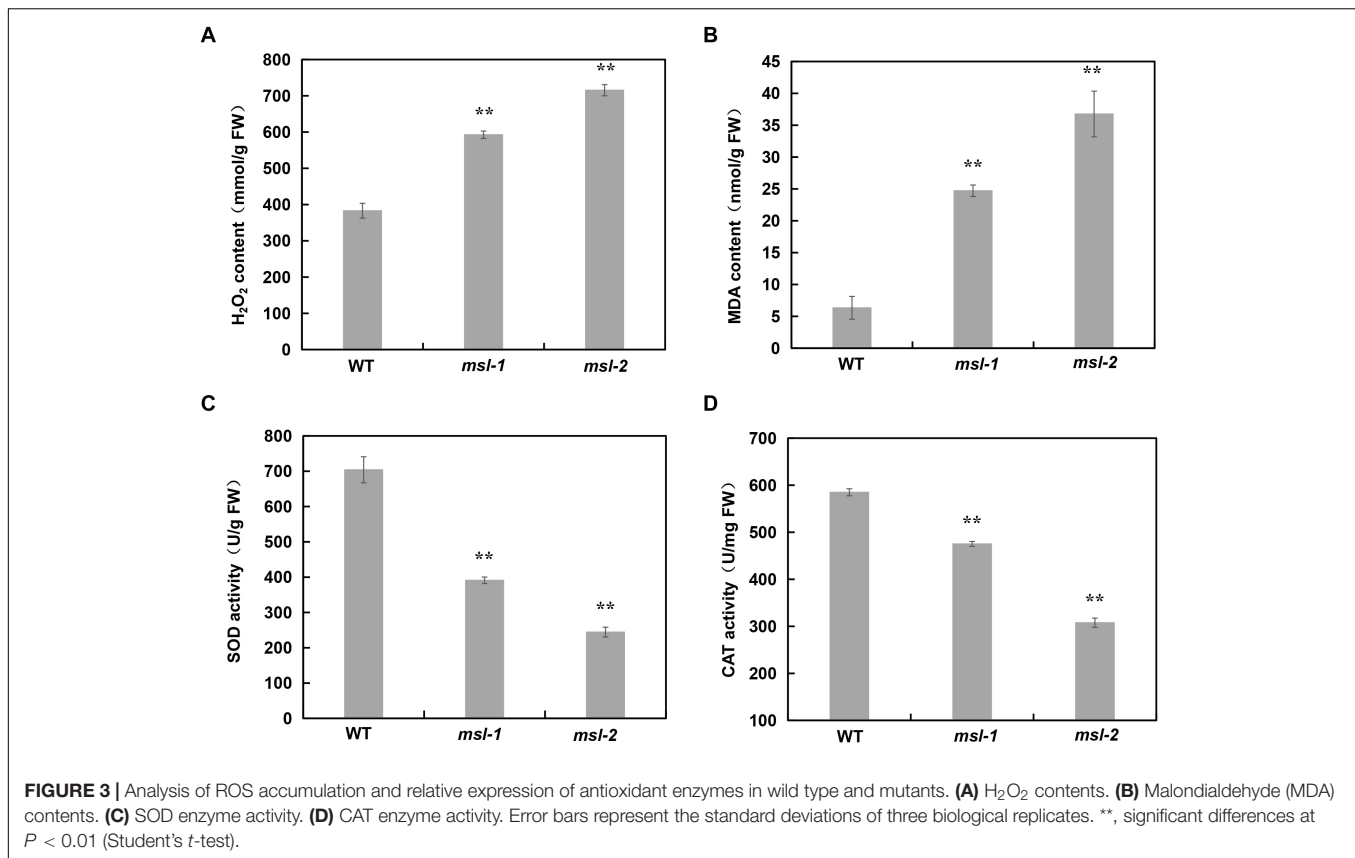 A
800
700
600
500
400
300
200
100
0
H₂O₂ content（mmol/g FW）
**
**
WT
msl-1
msl-2
B
45
40
35
30
25
20
15
10
5
0
MDA content（nmol/g FW）
**
**
WT
msl-1
msl-2
C
800
700
600
500
400
300
200
100
0
SOD activity（U/g FW）
**
**
WT
msl-1
msl-2
D
700
600
500
400
300
200
100
CAT activity（U/mg FW）
**
**
WT
msl-1
msl-2
FIGURE 3 | Analysis of ROS accumulation and relative expression of antioxidant enzymes in wild type and mutants. (A) H₂O₂ contents. (B) Malondialdehyde (MDA)
contents. (C) SOD enzyme activity. (D) CAT enzyme activity. Error bars represent the standard deviations of three biological replicates. **, significant differences at
P < 0.01 (Student's t-test).